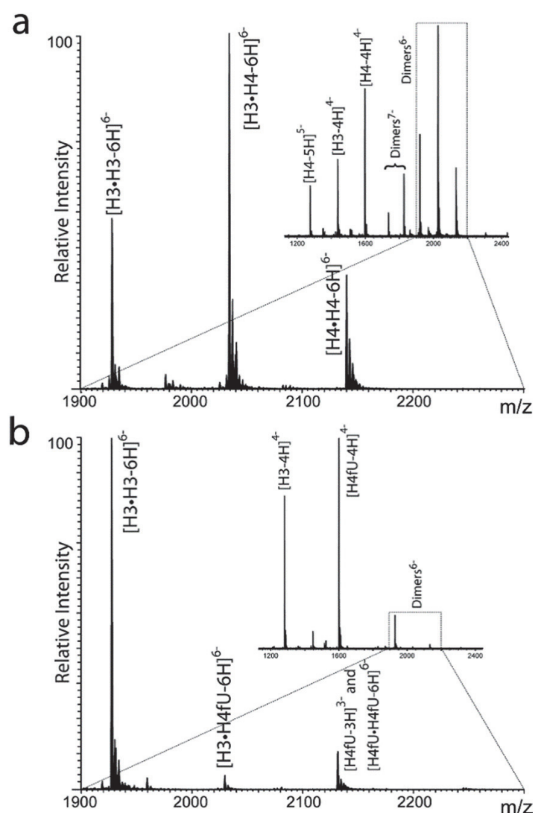 a
100
Relative Intensity
[H3•H3-6H]6-
[H3•H4-6H]6-
[H4•H4-6H]6-
[H4-5H]5-
[H3-4H]4-
[H4-4H]4-
} Dimers7-
Dimers6-
1200 1600 2000 2400
1900 2000 2100 2200 m/z
b
100
Relative Intensity
[H3•H3-6H]6-
[H3•H4fU-6H]6-
[H4fU-3H]3- and
[H4fU•H4fU-6H]6-
[H3-4H]4-
[H4fU-4H]4-
Dimers6-
1200 1600 2000 2400
1900 2000 2100 2200 m/z